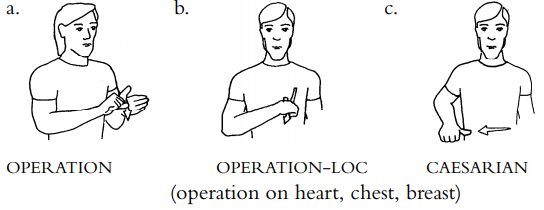 a. b. c.
OPERATION OPERATION–LOC CAESARIAN
(operation on heart, chest, breast)